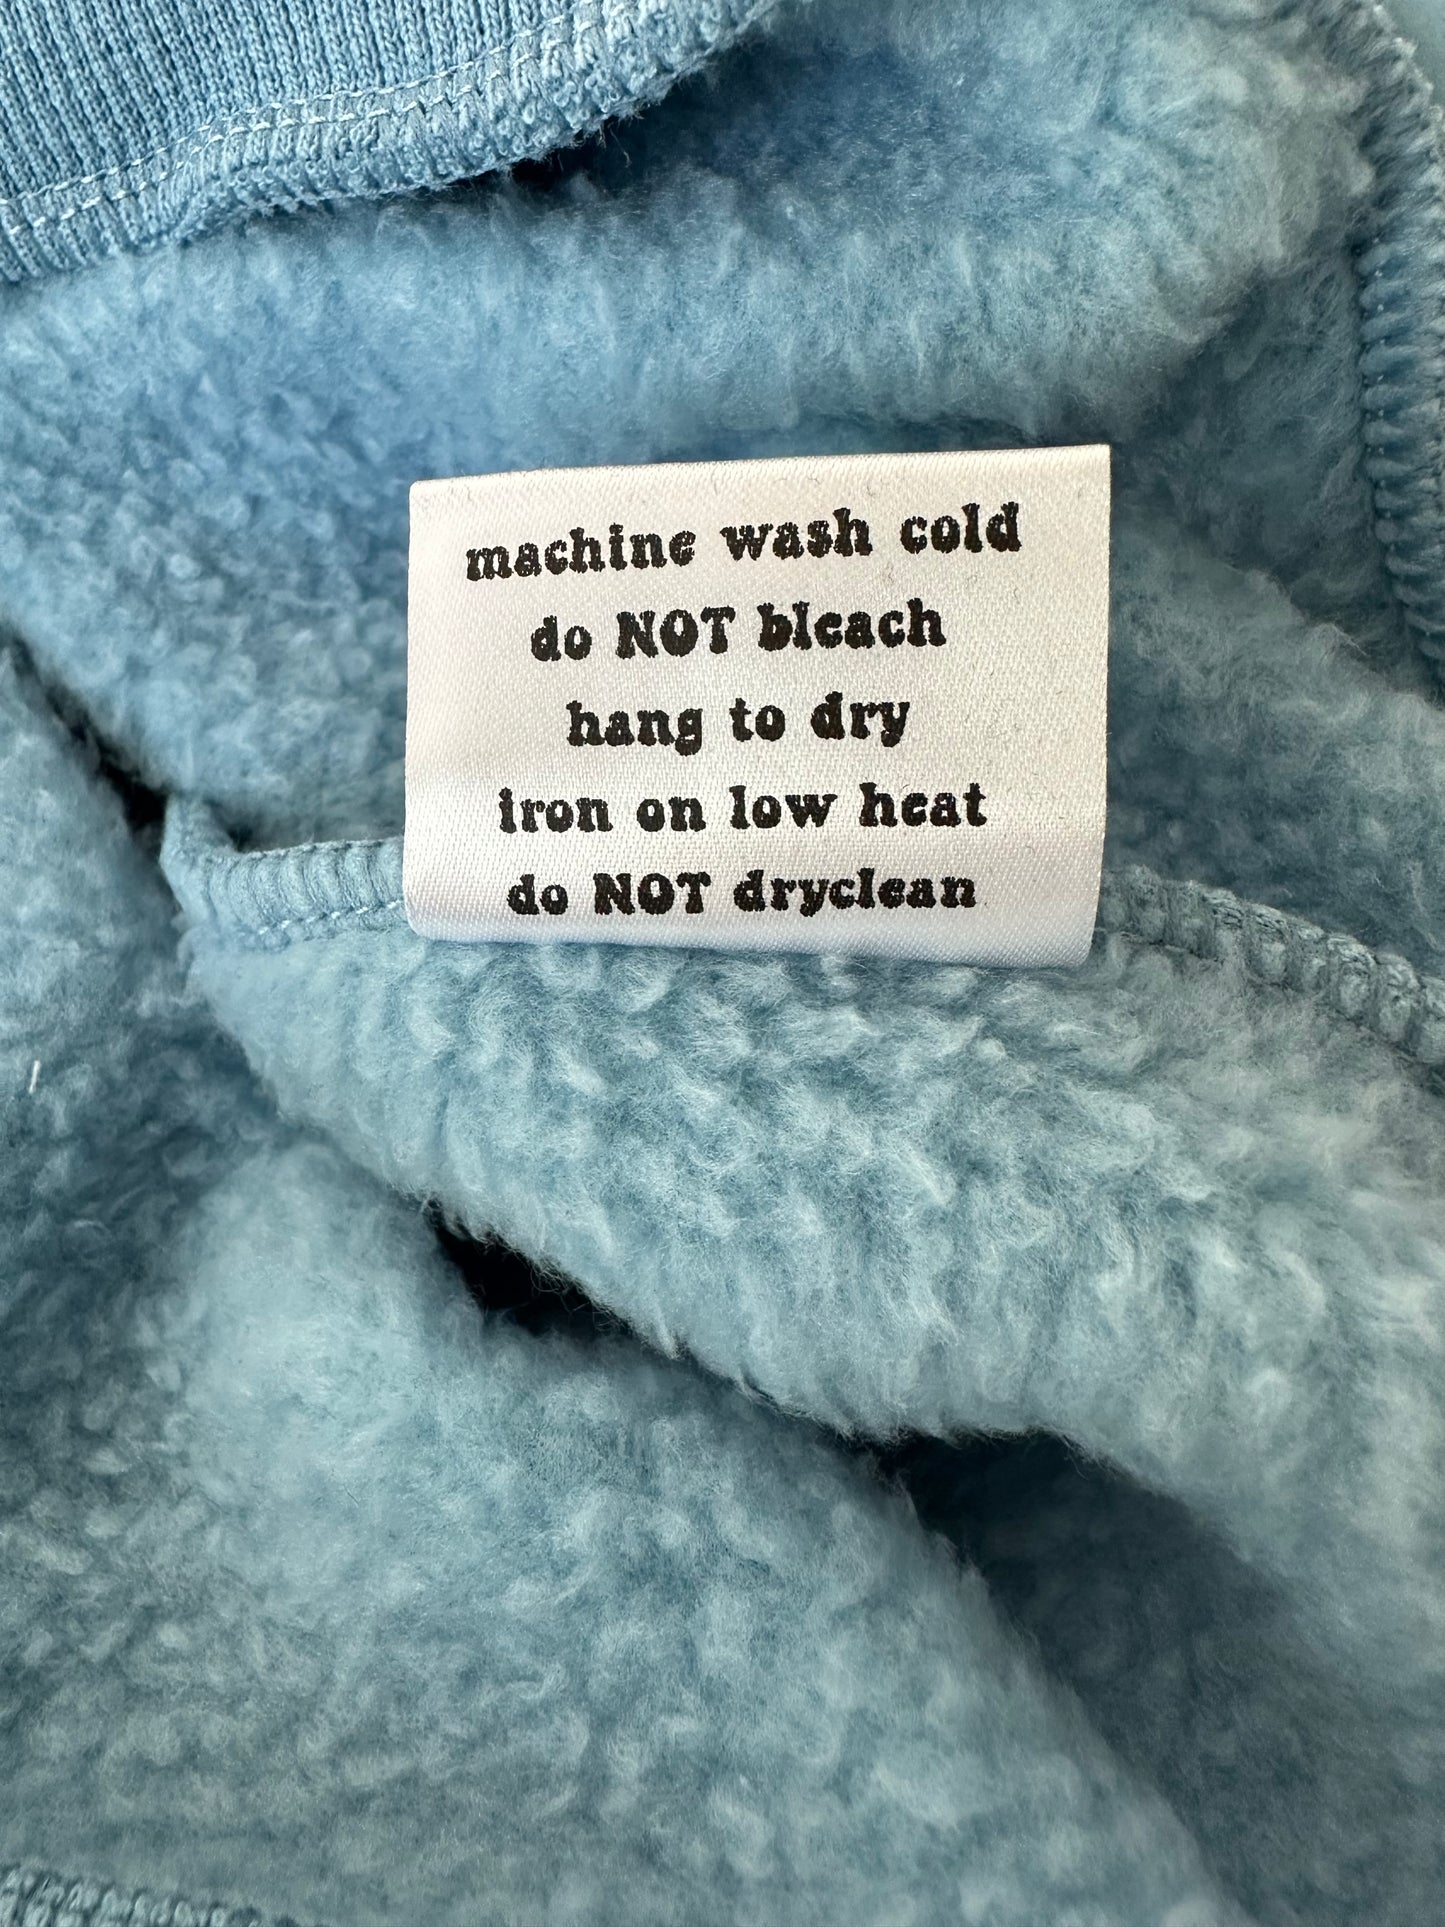 machine wash cold
do NOT bleach
hang to dry
iron on low heat
do NOT dryclean